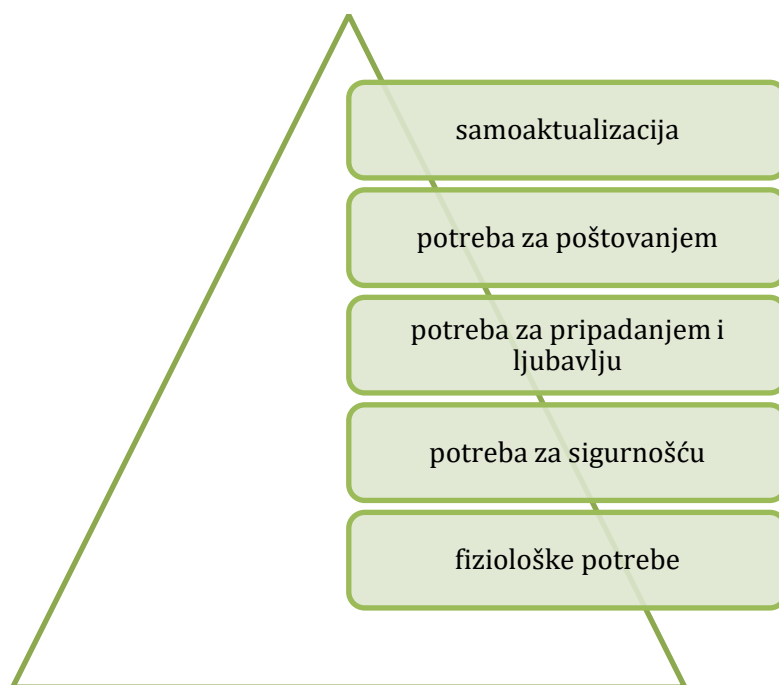 samoaktualizacija
potreba za poštovanjem
potreba za pripadanjem i
ljubavlju
potreba za sigurnošću
fiziološke potrebe